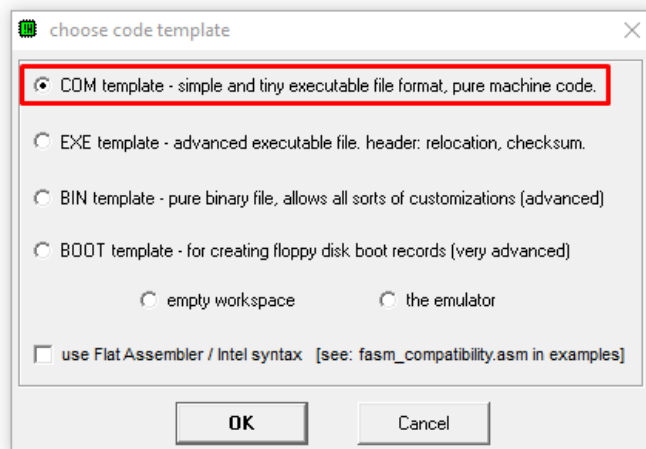 choose code template
COM template - simple and tiny executable file format, pure machine code.
EXE template - advanced executable file. header: relocation, checksum.
BIN template - pure binary file, allows all sorts of customizations (advanced)
BOOT template - for creating floppy disk boot records (very advanced)
empty workspace the emulator
use Flat Assembler / Intel syntax [see: fasm_compatibility.asm in examples]
OK Cancel